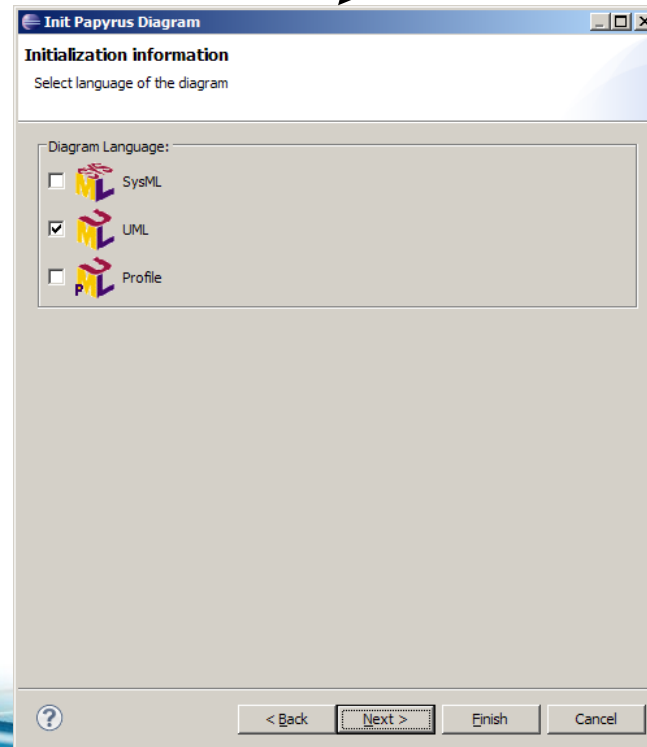 Init Papyrus Diagram
Initialization information
Select language of the diagram
Diagram Language:
SysML
UML
P Profile
? < Back Next > Finish Cancel